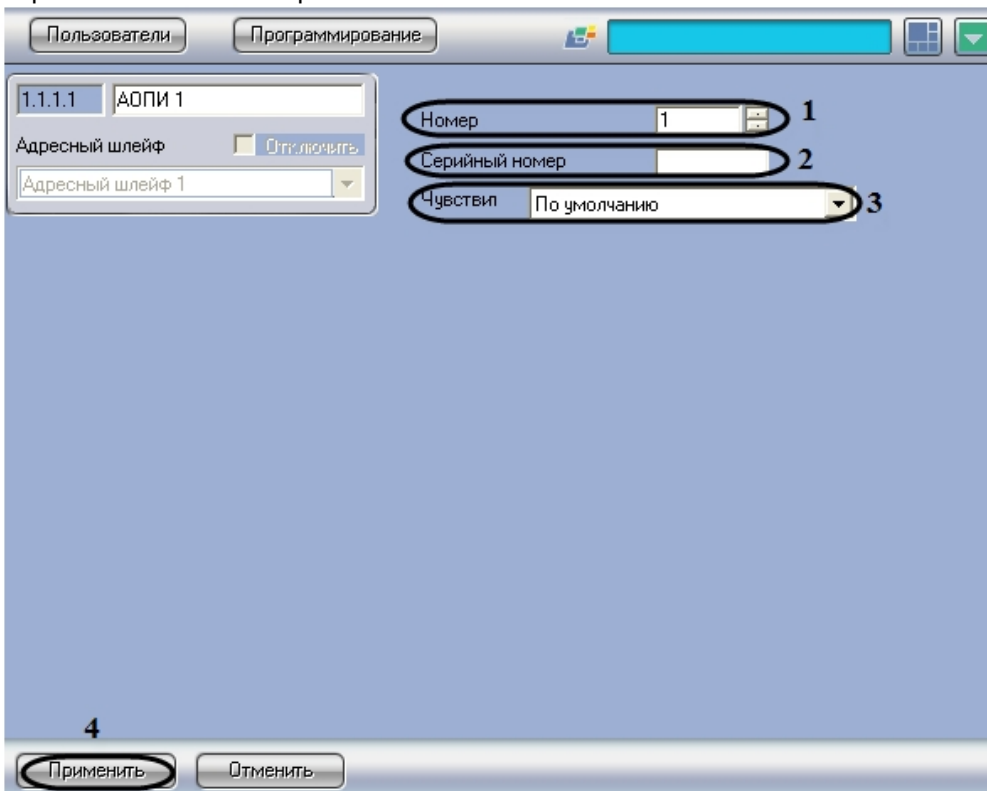 Пользователи Программирование
1.1.1.1 АОПИ 1
Номер 1 1
Адресный шлейф Отключить
Серийный номер 2
Адресный шлейф 1
Чувствит По умолчанию 3
4
Применить Отменить